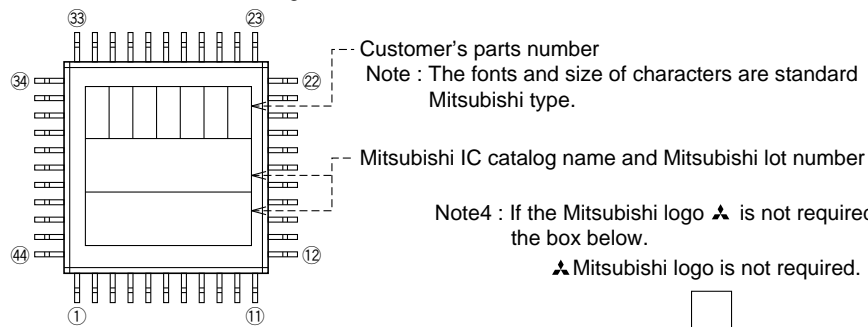 ㉝ ㉓
Customer's parts number
Note : The fonts and size of characters are standard
Mitsubishi type.
㉞ ㉒
Mitsubishi IC catalog name and Mitsubishi lot number
Note4 : If the Mitsubishi logo is not required
the box below.
Mitsubishi logo is not required.
㊹ ⑫
① ⑪